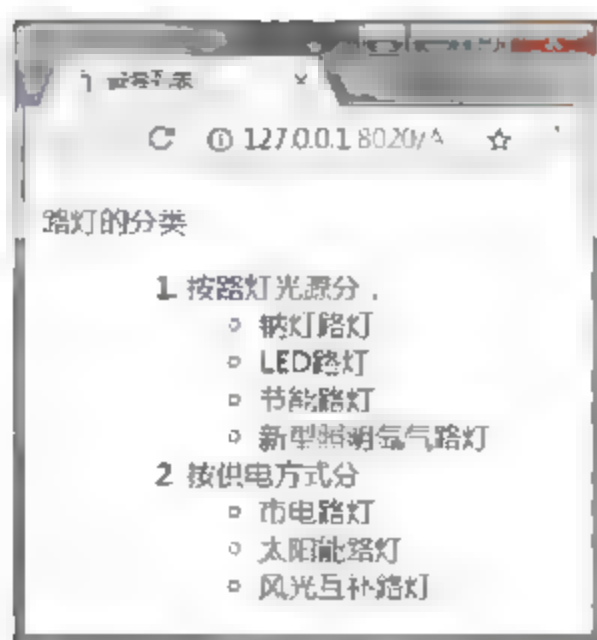 127.0.0.1:8020/
路灯的分类
1. 按路灯光源分:
钠灯路灯
LED路灯
节能路灯
新型照明氙气路灯
2. 按供电方式分
市电路灯
太阳能路灯
风光互补路灯